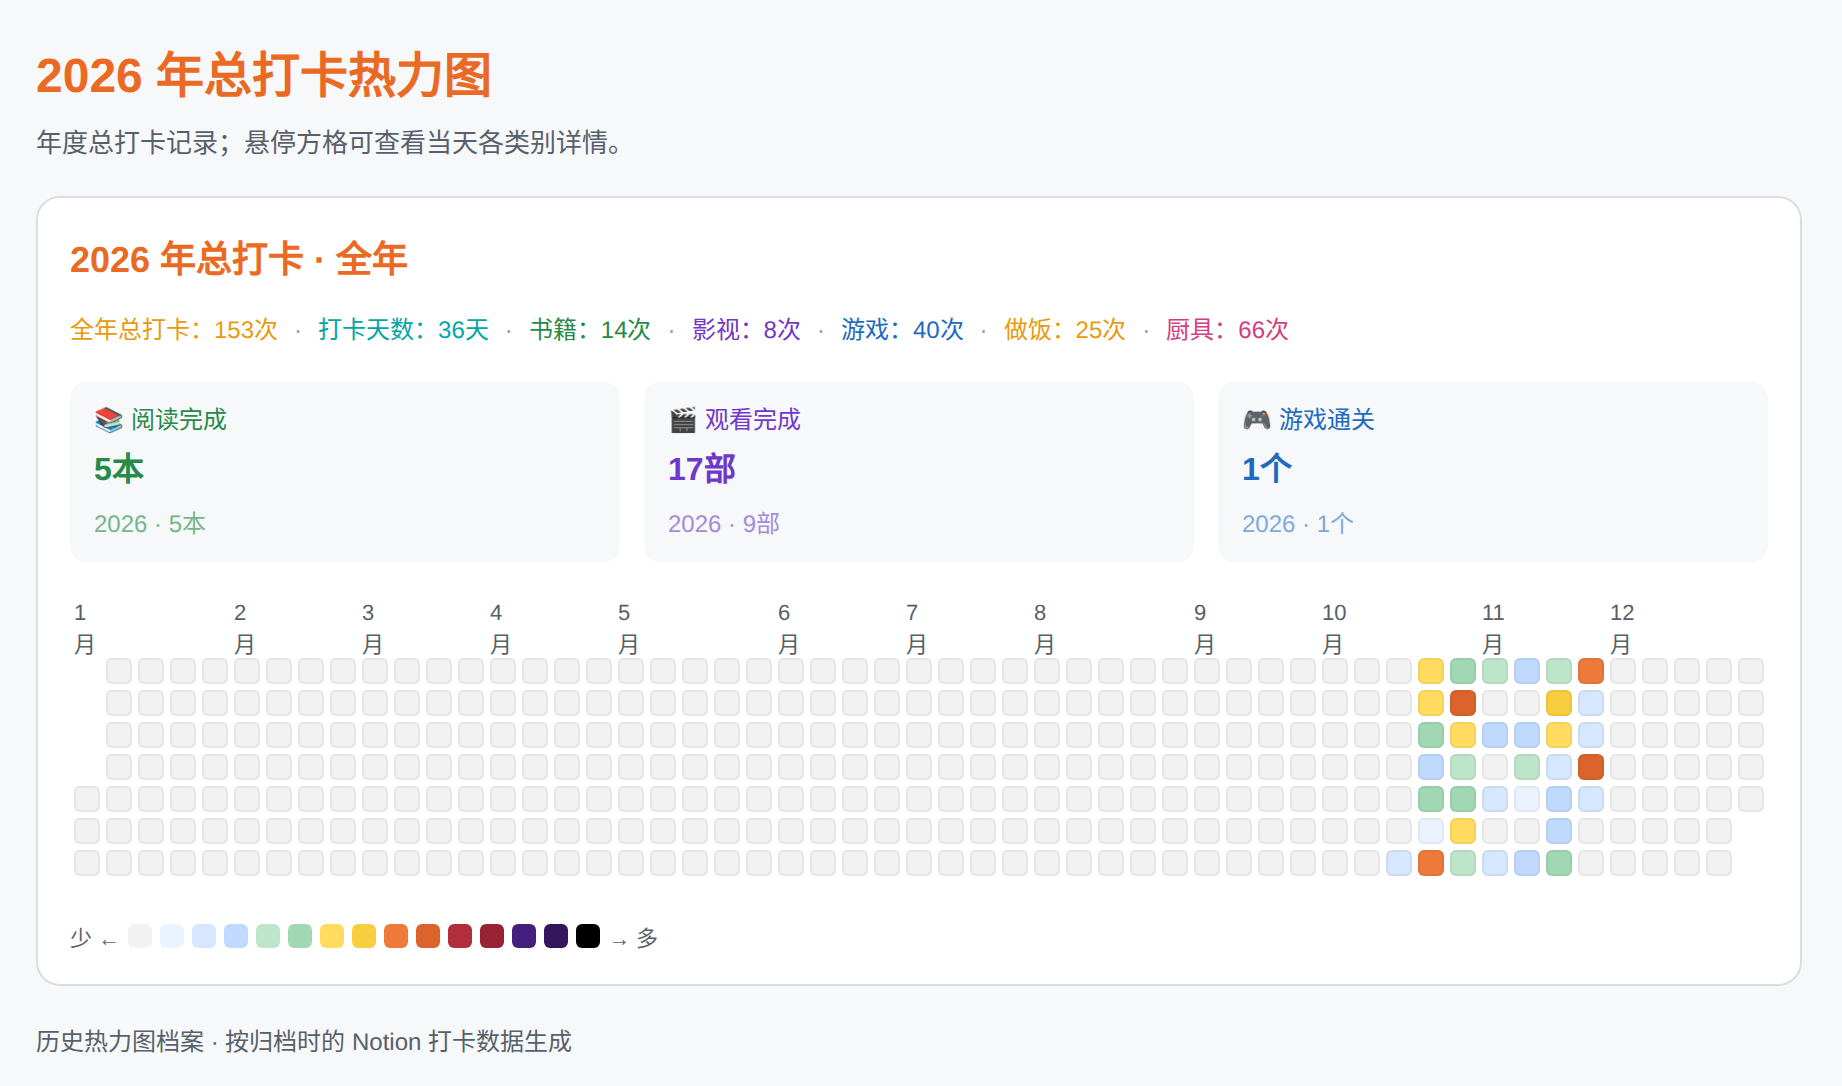 2026 年总打卡热力图
年度总打卡记录；悬停方格可查看当天各类别详情。
2026 年总打卡 · 全年
全年总打卡：153次 · 打卡天数：36天 · 书籍：14次 · 影视：8次 · 游戏：40次 · 做饭：25次 · 厨具：66次
📚 阅读完成
5本
2026 · 5本
🎬 观看完成
17部
2026 · 9部
🎮 游戏通关
1个
2026 · 1个
1月 2月 3月 4月 5月 6月 7月 8月 9月 10月 11月 12月
少 ← → 多
历史热力图档案 · 按归档时的 Notion 打卡数据生成